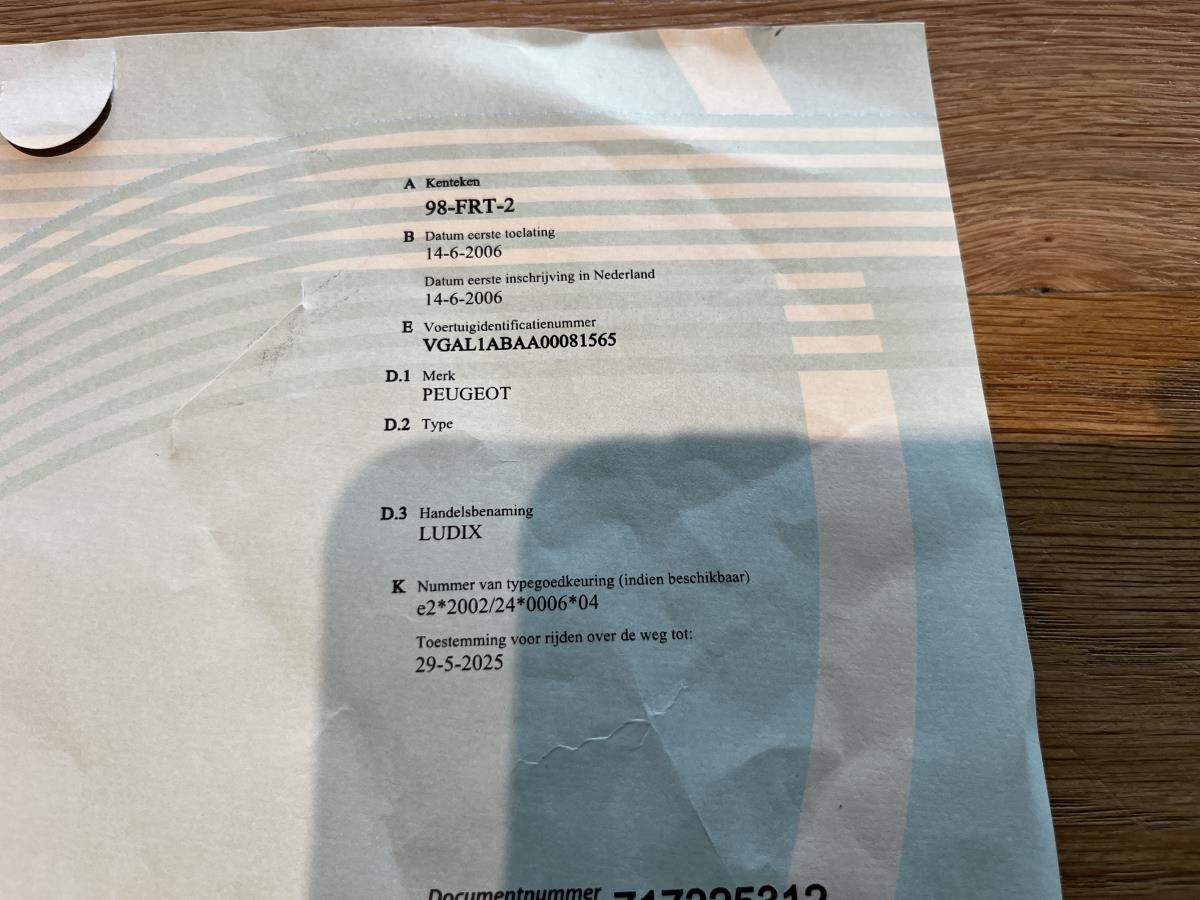 A Kenteken
98-FRT-2
B Datum eerste toelating
14-6-2006
Datum eerste inschrijving in Nederland
14-6-2006
E Voertuigidentificatienummer
VGAL1ABAA00081565
D.1 Merk
PEUGEOT
D.2 Type
D.3 Handelsbenaming
LUDIX
K Nummer van typegoedkeuring (indien beschikbaar)
e2*2002/24*0006*04
Toestemming voor rijden over de weg tot:
29-5-2025
Documentnummer